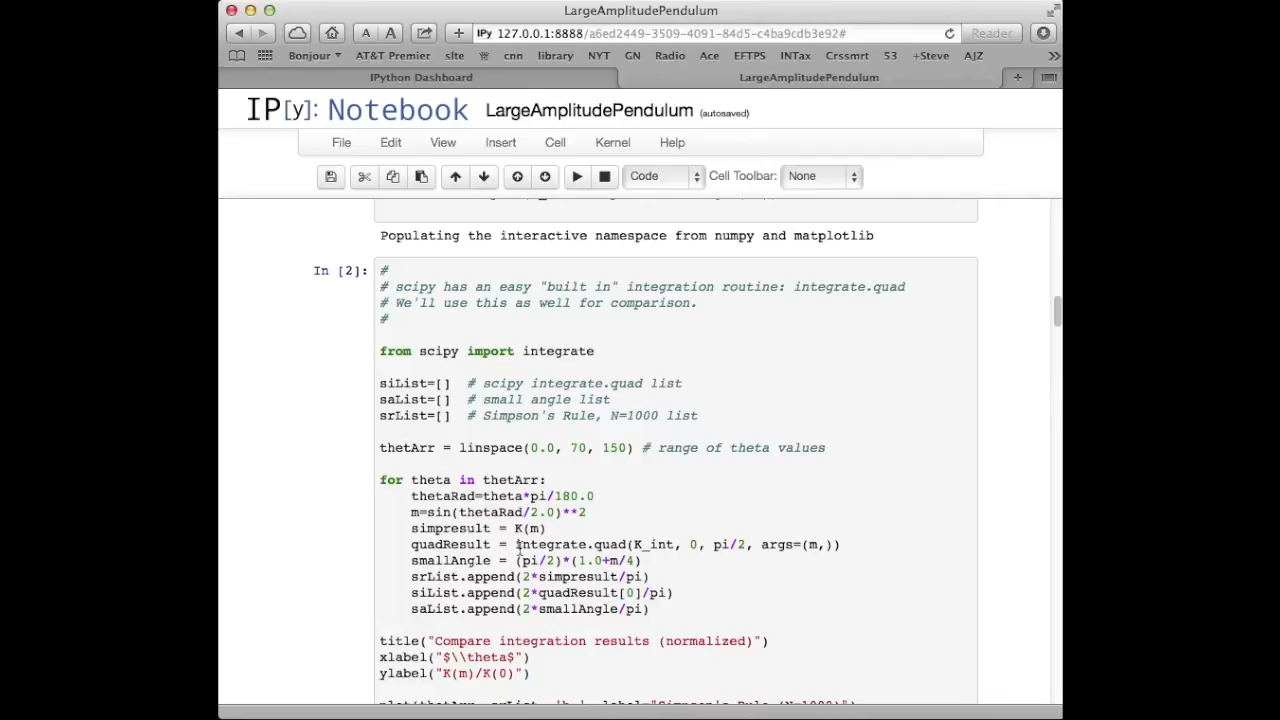 LargeAmplitudePendulum
A A + IPy 127.0.0.1:8888/a6ed2449-3509-4091-84d5-c4ba9cdb3e92# Reader
Bonjour AT&T Premier site cnn library NYT GN Radio Ace EFTPS INTax Crssmrt 53 +Steve AJZ
IPython Dashboard LargeAmplitudePendulum +
IP[y]: Notebook LargeAmplitudePendulum (autosaved)
File Edit View Insert Cell Kernel Help
Code Cell Toolbar: None
Populating the interactive namespace from numpy and matplotlib
In [2]: #
# scipy has an easy "built in" integration routine: integrate.quad
# We'll use this as well for comparison.
#
from scipy import integrate
siList=[] # scipy integrate.quad list
saList=[] # small angle list
srList=[] # Simpson's Rule, N=1000 list
thetArr = linspace(0.0, 70, 150) # range of theta values
for theta in thetArr:
thetaRad=theta*pi/180.0
m=sin(thetaRad/2.0)**2
simpresult = K(m)
quadResult = integrate.quad(K_int, 0, pi/2, args=(m,))
smallAngle = (pi/2)*(1.0+m/4)
srList.append(2*simpresult/pi)
siList.append(2*quadResult[0]/pi)
saList.append(2*smallAngle/pi)
title("Compare integration results (normalized)")
xlabel("$\\theta$")
ylabel("K(m)/K(0)")